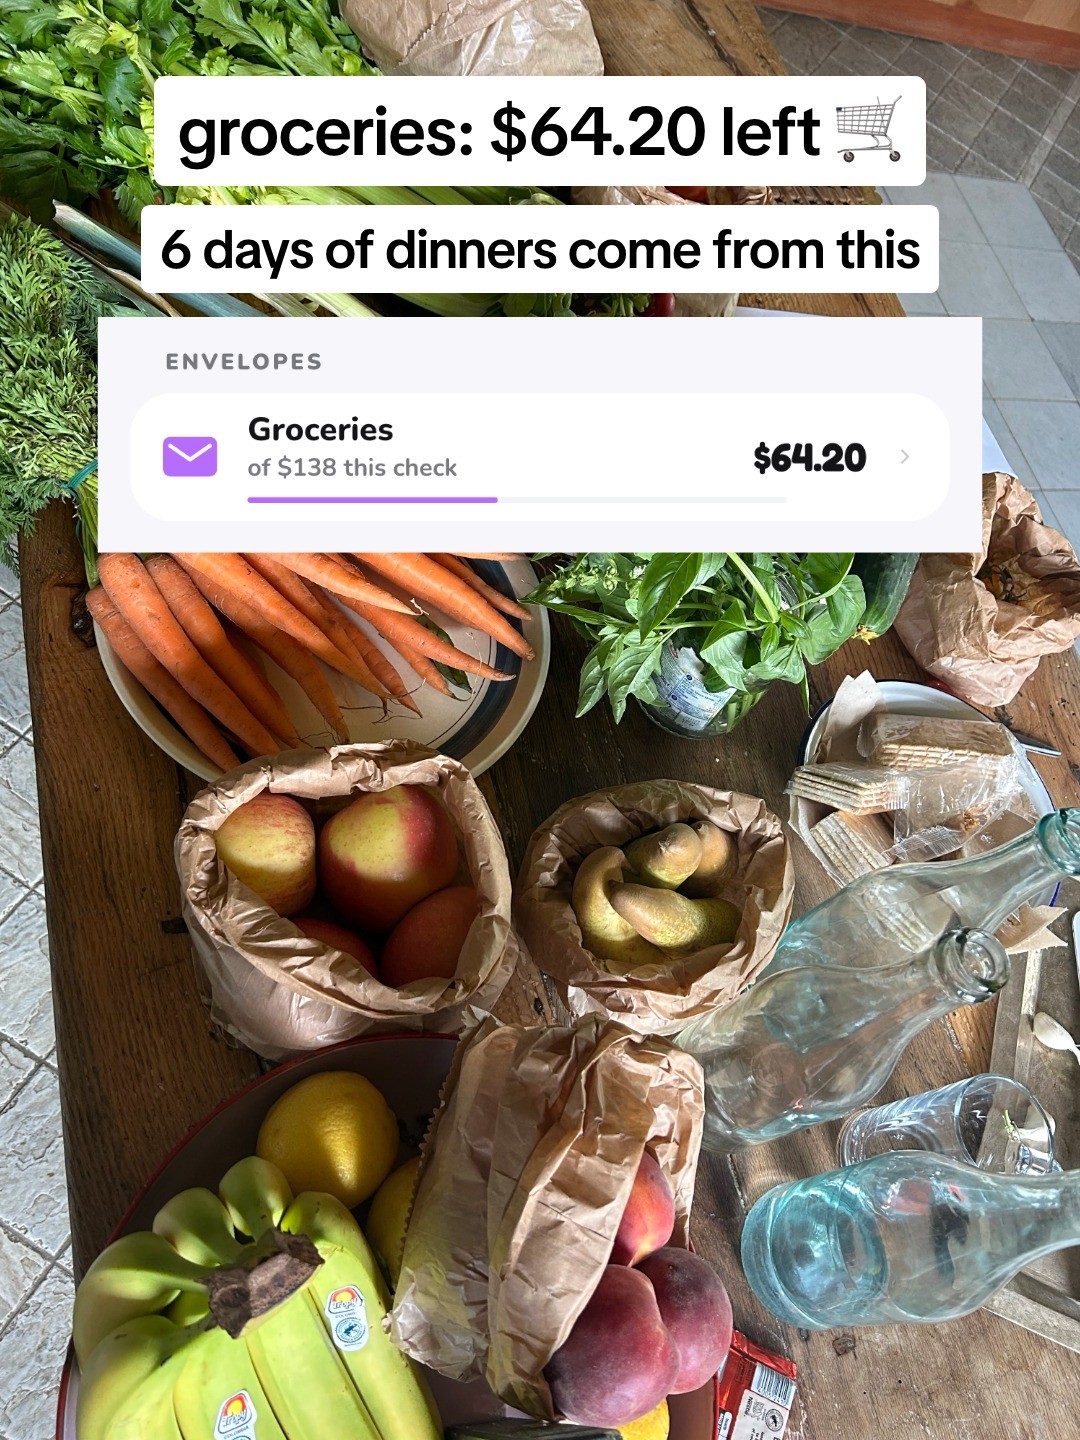 groceries: $64.20 left 🛒
6 days of dinners come from this
ENVELOPES
Groceries
of $138 this check
$64.20